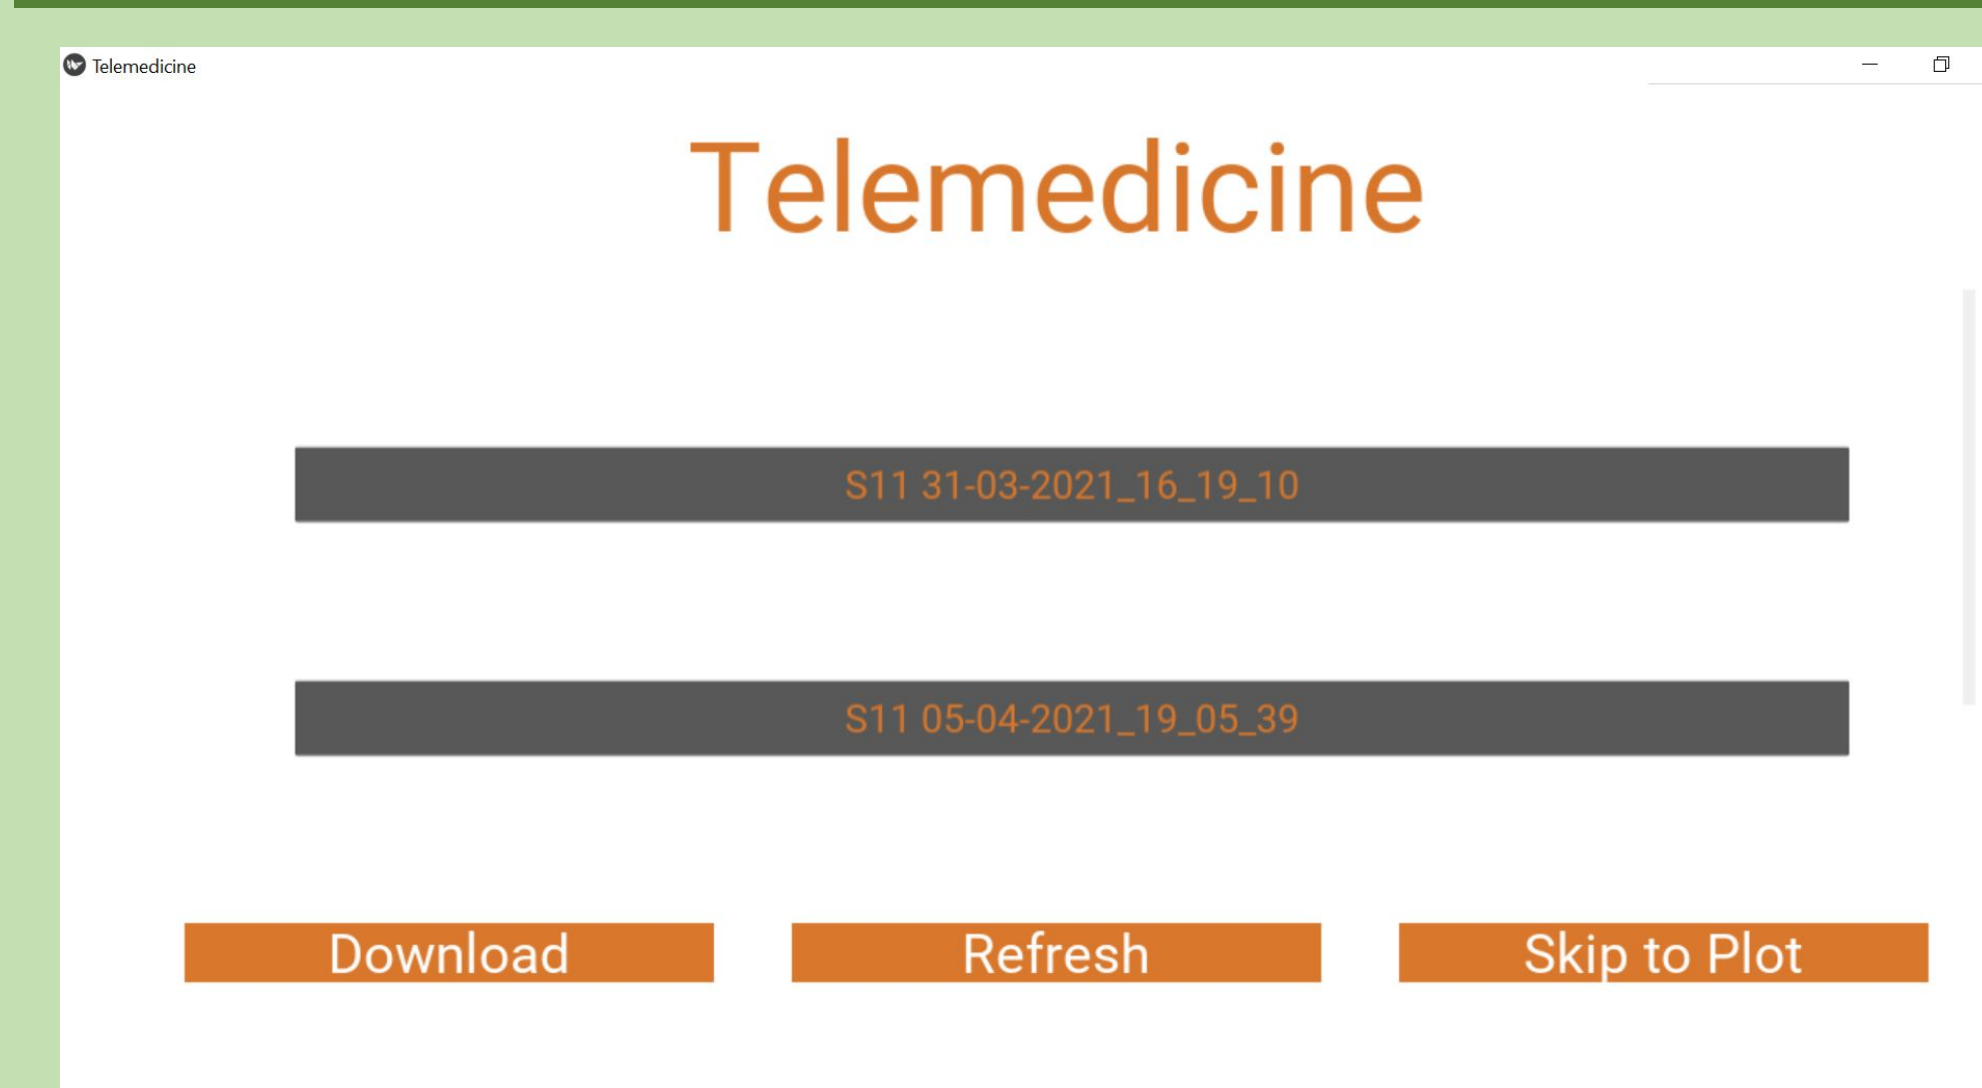 Telemedicine
Telemedicine
S11 31-03-2021_16_19_10
S11 05-04-2021_19_05_39
Download
Refresh
Skip to Plot